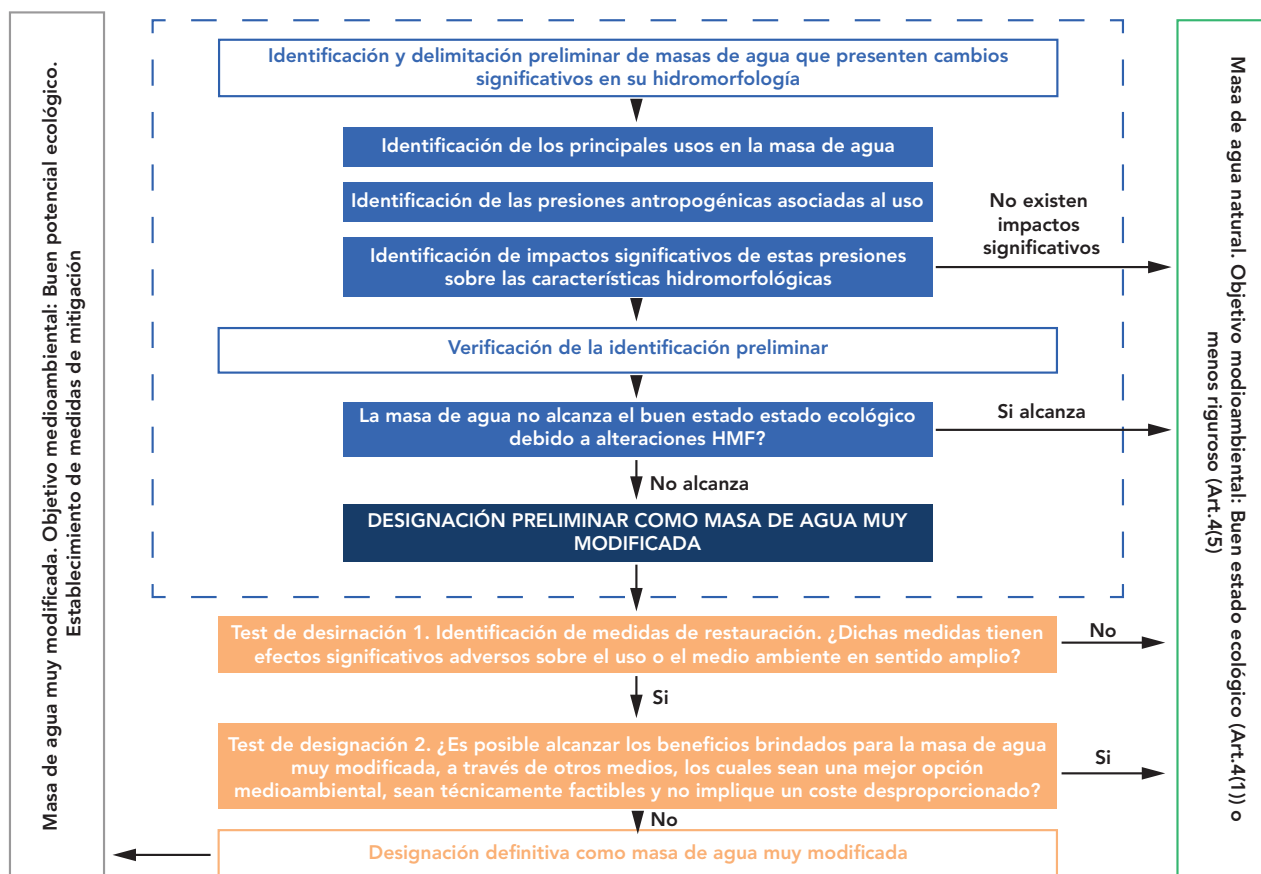 Masa de agua muy modificada. Objetivo medioambiental: Buen potencial ecológico.
Establecimiento de medidas de mitigación
Identificación y delimitación preliminar de masas de agua que presenten cambios
significativos en su hidromorfología
Identificación de los principales usos en la masa de agua
Identificación de las presiones antropogénicas asociadas al uso
Identificación de impactos significativos de estas presiones
sobre las características hidromorfológicas
No existen
impactos
significativos
Verificación de la identificación preliminar
La masa de agua no alcanza el buen estado estado ecológico
debido a alteraciones HMF?
Si alcanza
No alcanza
DESIGNACIÓN PRELIMINAR COMO MASA DE AGUA MUY
MODIFICADA
Test de desirnación 1. Identificación de medidas de restauración. ¿Dichas medidas tienen
efectos significativos adversos sobre el uso o el medio ambiente en sentido amplio?
No
Si
Test de designación 2. ¿Es posible alcanzar los beneficios brindados para la masa de agua
muy modificada, a través de otros medios, los cuales sean una mejor opción
medioambiental, sean técnicamente factibles y no implique un coste desproporcionado?
Si
No
Designación definitiva como masa de agua muy modificada
Masa de agua natural. Objetivo modioambiental: Buen estado ecológico (Art.4(1)) o
menos riguroso (Art.4(5)